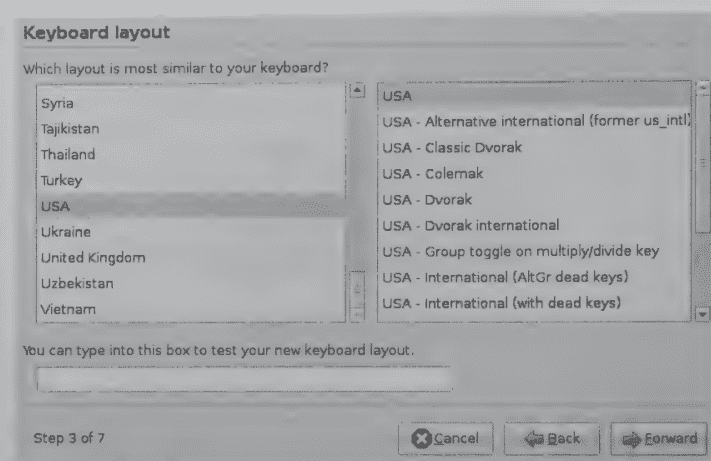 Keyboard layout
Which layout is most similar to your keyboard?
Syria
Tajikistan
Thailand
Turkey
USA
Ukraine
United Kingdom
Uzbekistan
Vietnam
USA
USA - Alternative international (former us_intl)
USA - Classic Dvorak
USA - Colemak
USA - Dvorak
USA - Dvorak international
USA - Group toggle on multiply/divide key
USA - International (AltGr dead keys)
USA - International (with dead keys)
You can type into this box to test your new keyboard layout.
Step 3 of 7
Cancel
Back
Forward